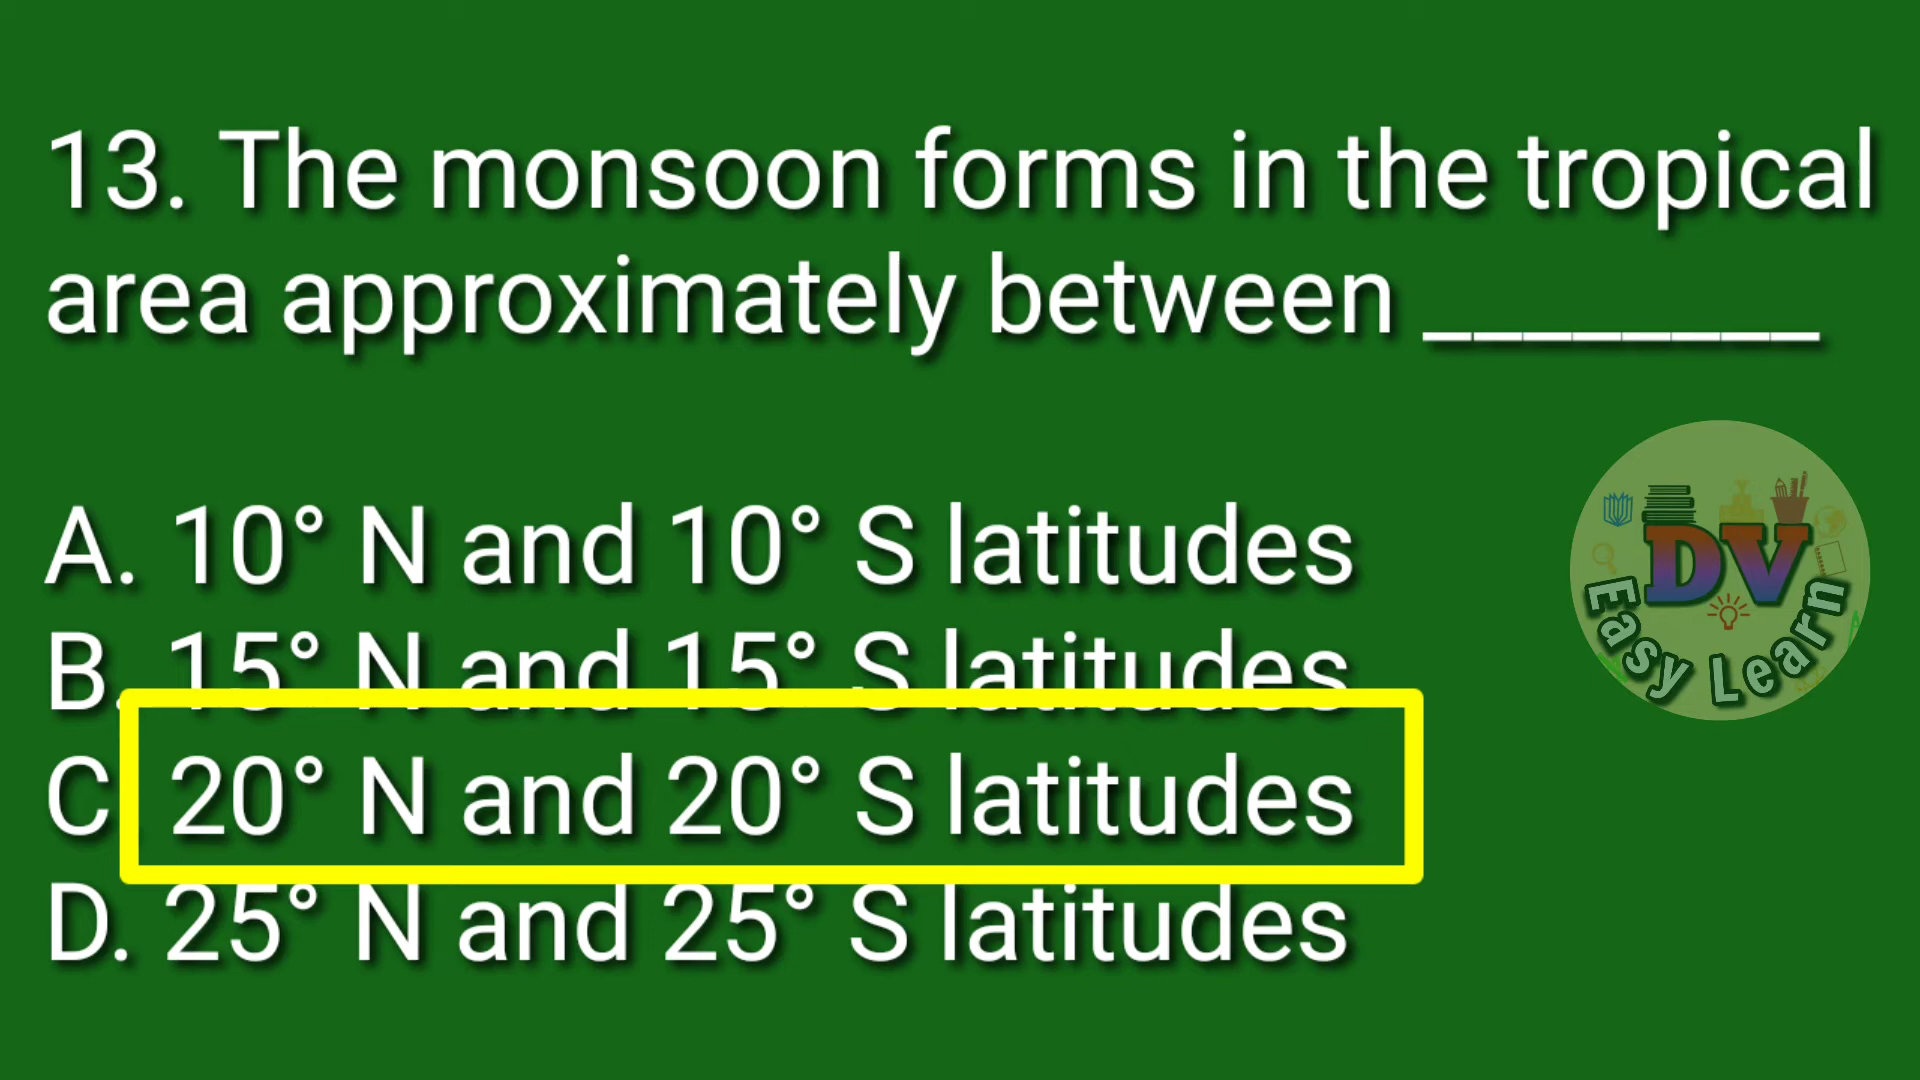 13. The monsoon forms in the tropical
area approximately between ________
A. 10° N and 10° S latitudes
B. 15° N and 15° S latitudes
C. 20° N and 20° S latitudes
D. 25° N and 25° S latitudes
DV
Easy Learn